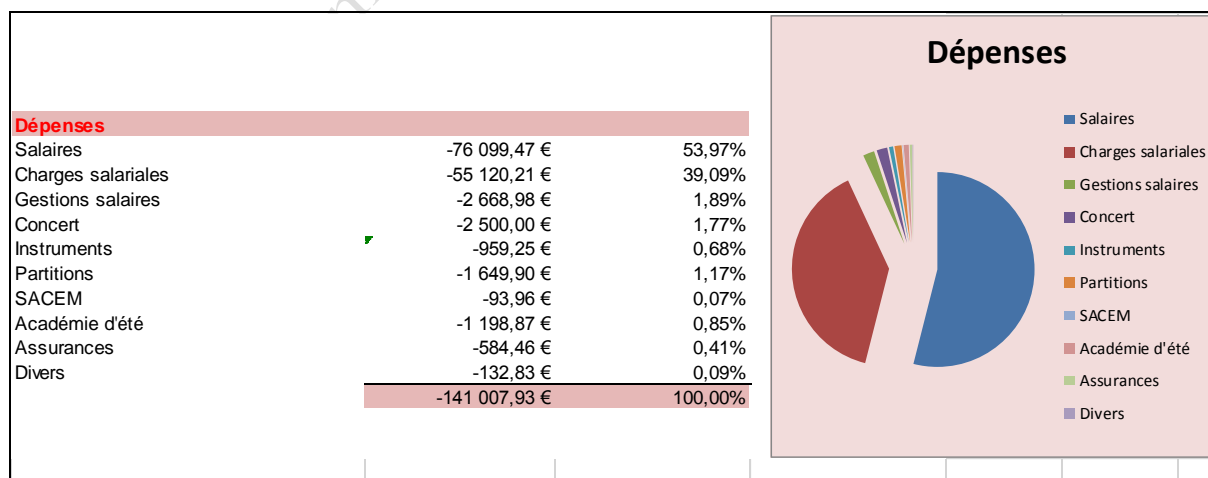 Dépenses
Salaires -76 099,47 € 53,97%
Charges salariales -55 120,21 € 39,09%
Gestions salaires -2 668,98 € 1,89%
Concert -2 500,00 € 1,77%
Instruments -959,25 € 0,68%
Partitions -1 649,90 € 1,17%
SACEM -93,96 € 0,07%
Académie d'été -1 198,87 € 0,85%
Assurances -584,46 € 0,41%
Divers -132,83 € 0,09%
-141 007,93 € 100,00%
Dépenses
Salaires
Charges salariales
Gestions salaires
Concert
Instruments
Partitions
SACEM
Académie d'été
Assurances
Divers